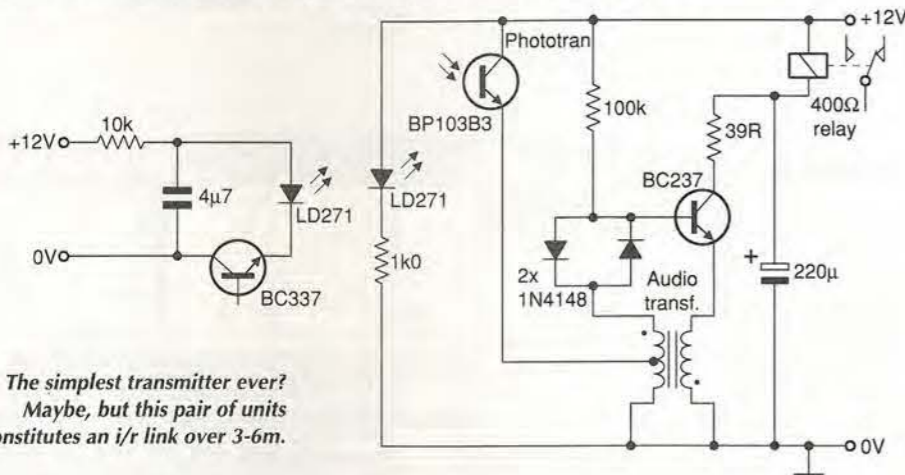 +12V
10k
4µ7
LD271
0V
BC337
Phototran
BP103B3
LD271
1k0
100k
2x
1N4148
BC237
39R
Audio
transf.
+12V
400Ω
relay
+
220µ
0V
The simplest transmitter ever?
Maybe, but this pair of units
onstitutes an i/r link over 3-6m.